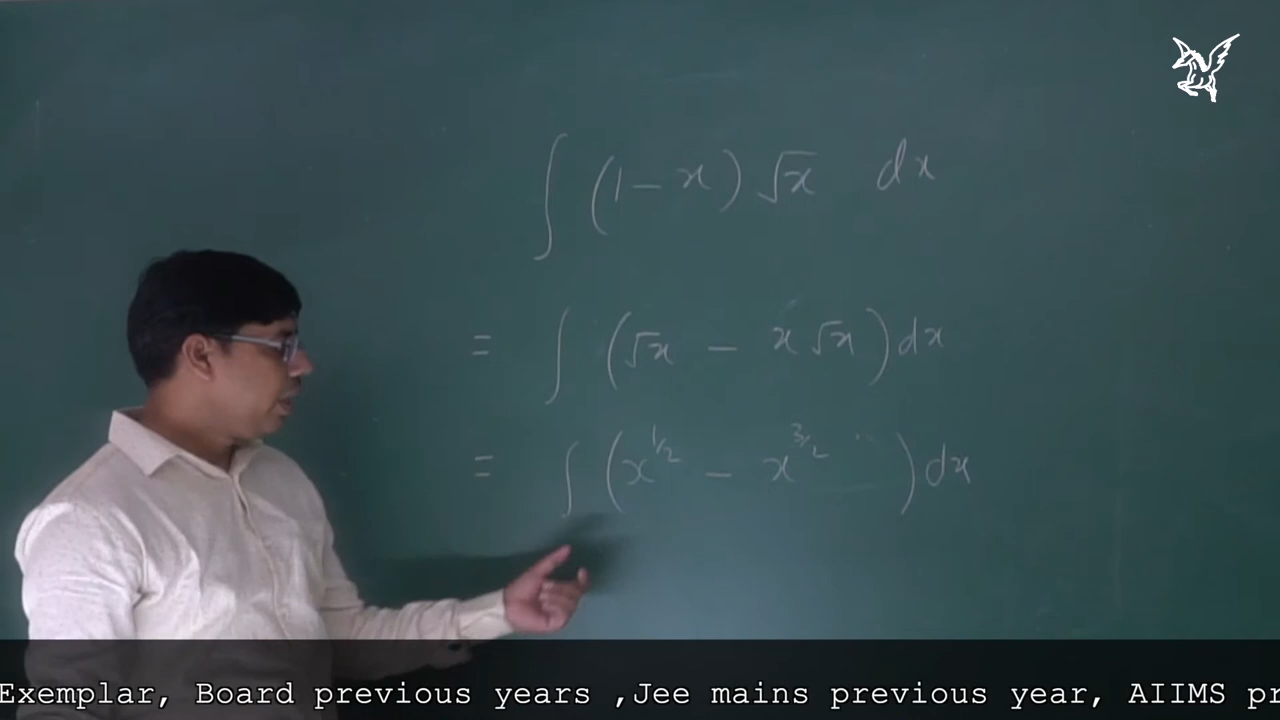 ∫ (1 - x) √x dx
= ∫ (√x - x √x) dx
= ∫ (x^1/2 - x^3/2) dx
Exemplar, Board previous years ,Jee mains previous year, AIIMS pr